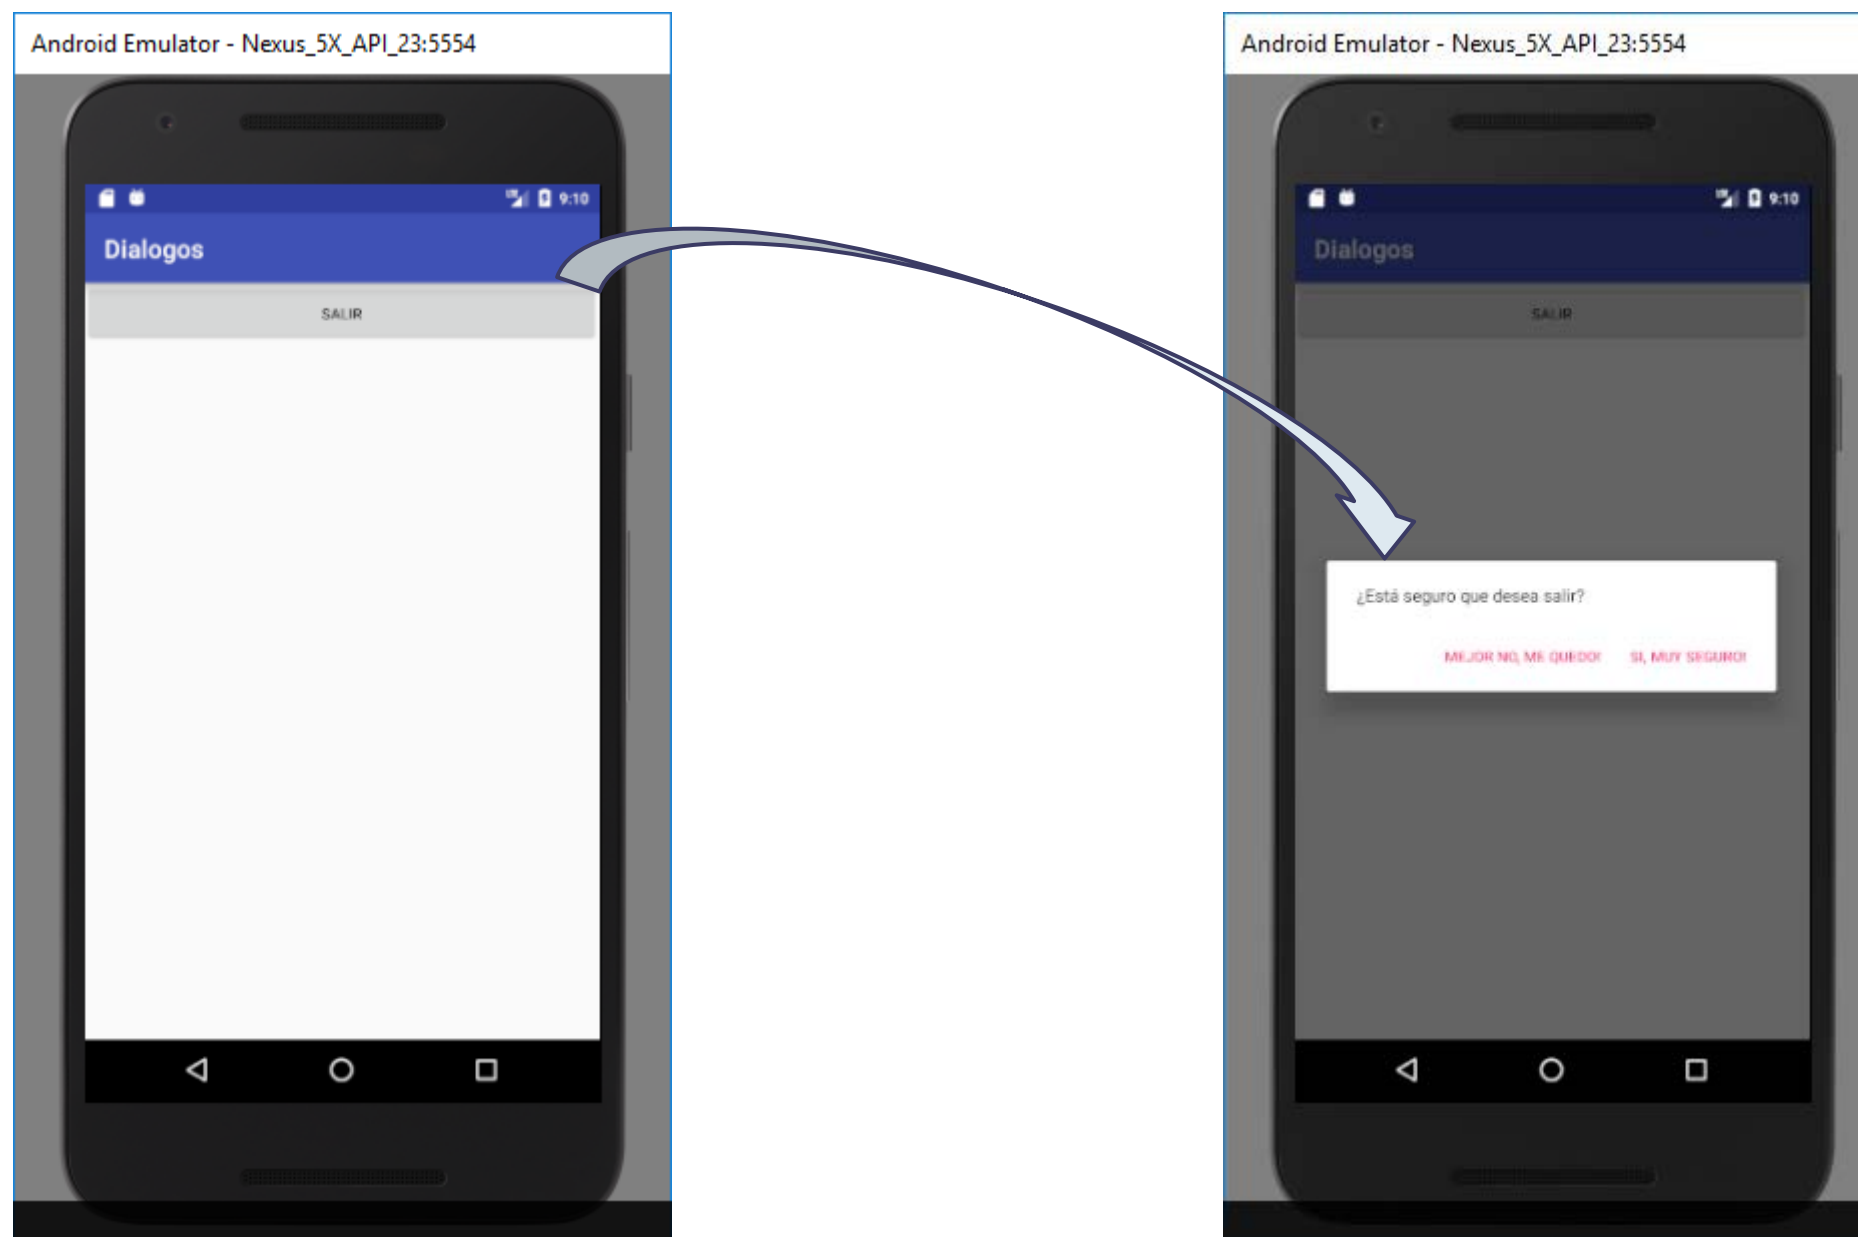 Android Emulator - Nexus_5X_API_23:5554
9:10
Dialogos
SALIR
Android Emulator - Nexus_5X_API_23:5554
9:10
Dialogos
SALIR
¿Está seguro que desea salir?
MEJOR NO, ME QUEDO! SI, MUY SEGURO!